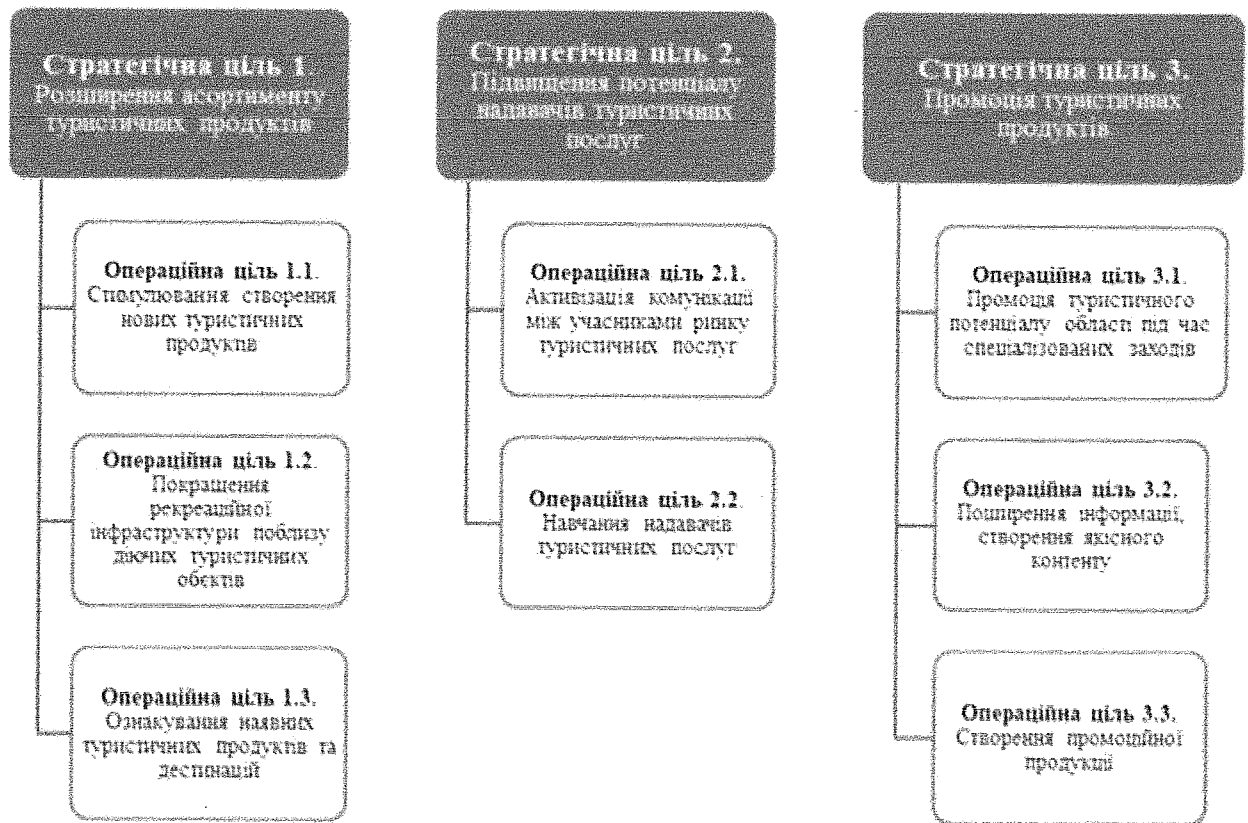 Стратегічна ціль 1.
Розширення асортименту
туристичних продуктів
Операційна ціль 1.1.
Стимулювання створення
нових туристичних
продуктів
Операційна ціль 1.2.
Покращення
рекреаційної
інфраструктури поблизу
діючих туристичних
обєктів
Операційна ціль 1.3.
Ознакування наявних
туристичних продуктів та
дестинацій
Стратегічна ціль 2.
Підвищення потенціалу
надавачів туристичних
послуг
Операційна ціль 2.1.
Активізація комунікації
між учасниками ринку
туристичних послуг
Операційна ціль 2.2.
Навчання надавачів
туристичних послуг
Стратегічна ціль 3.
Промоція туристичних
продуктів
Операційна ціль 3.1.
Промоція туристичного
потенціалу області під час
спеціалізованих заходів
Операційна ціль 3.2.
Поширення інформації,
створення якісного
контенту
Операційна ціль 3.3.
Створення промоційної
продукції